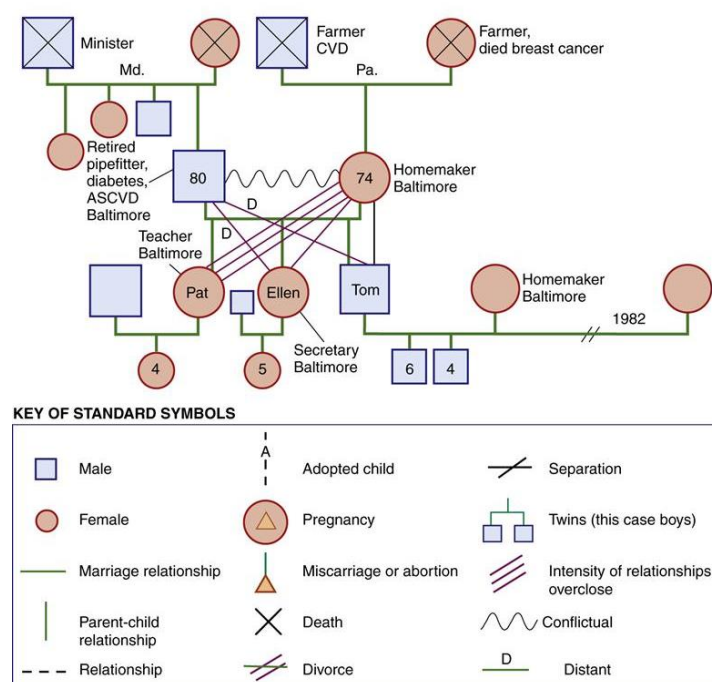 Minister
Md.
Farmer
CVD
Pa.
Farmer,
died breast cancer
Retired
pipefitter,
diabetes,
ASCVD
Baltimore
80
74
Homemaker
Baltimore
D
D
Teacher
Baltimore
Pat
Ellen
Tom
Homemaker
Baltimore
1982
Secretary
Baltimore
4
5
6
4
KEY OF STANDARD SYMBOLS
Male
A
Adopted child
Separation
Female
Pregnancy
Twins (this case boys)
Marriage relationship
Miscarriage or abortion
Intensity of relationships
overclose
Parent-child
relationship
Death
Conflictual
Relationship
Divorce
D
Distant